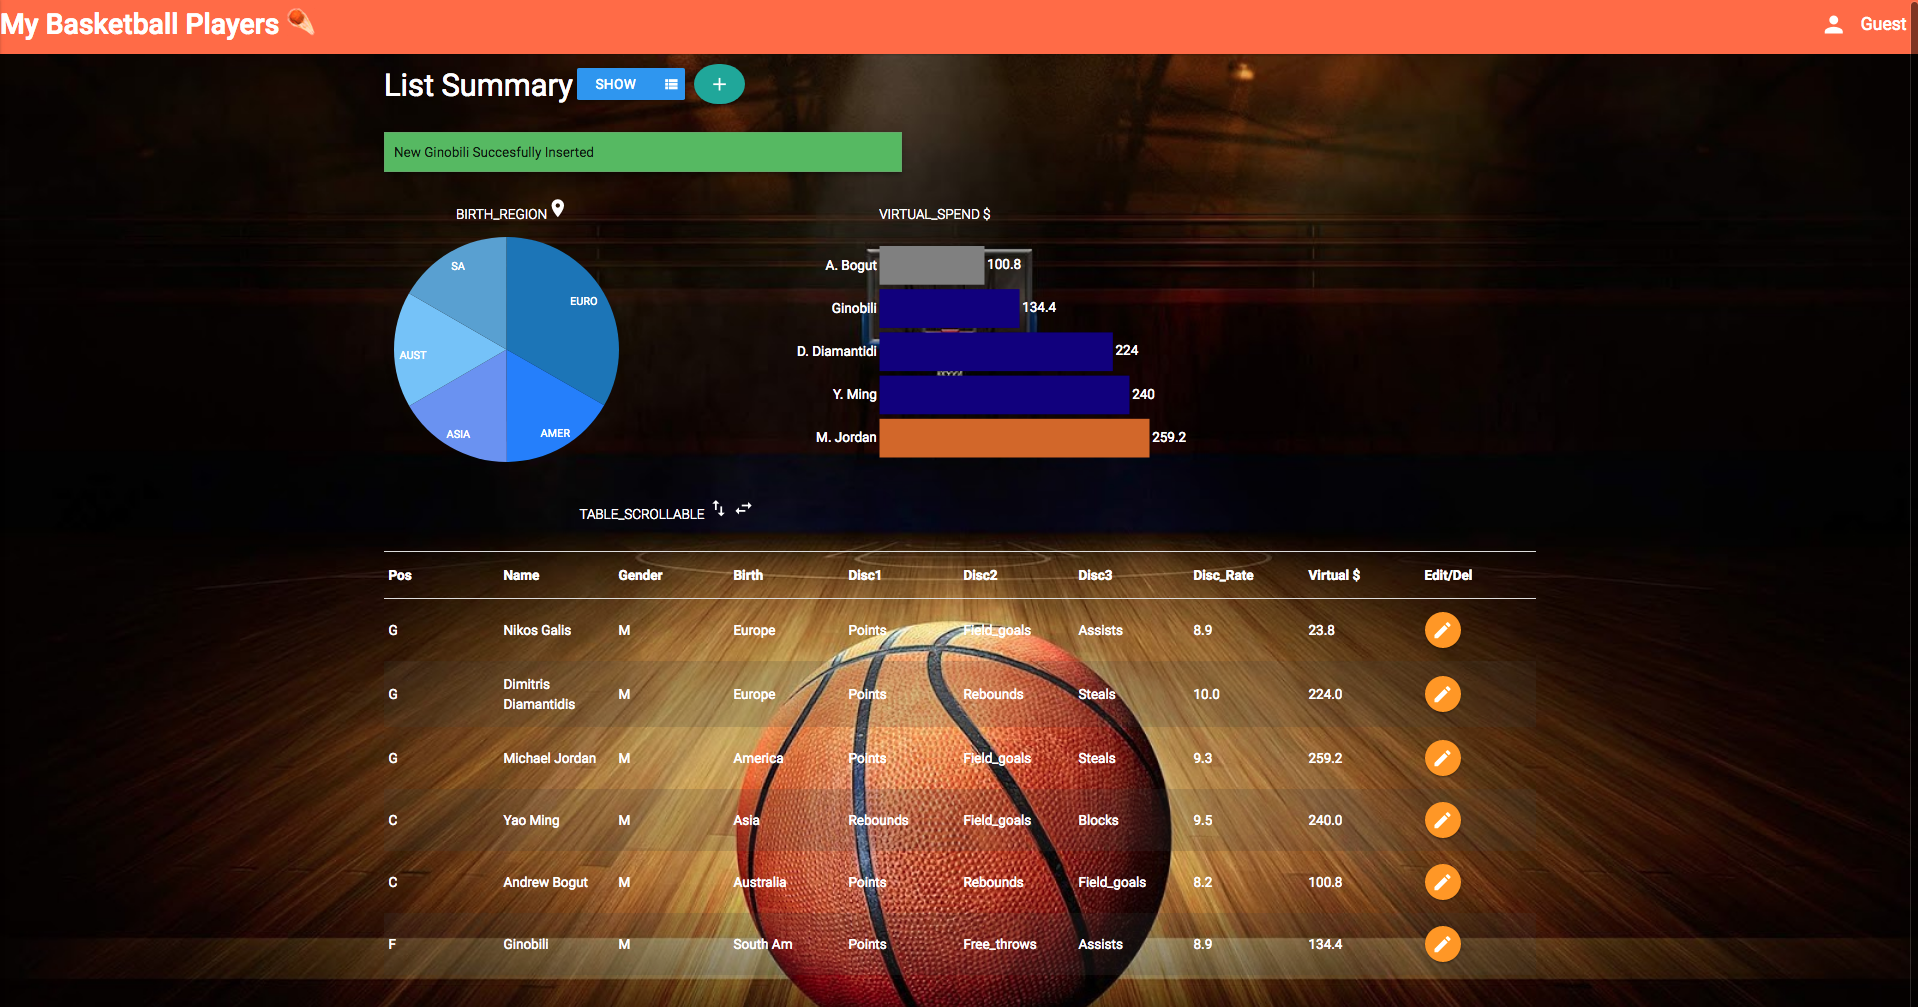 My Basketball Players
Guest
List Summary
SHOW
+
New Ginobili Succesfully Inserted
BIRTH_REGION
SA
EURO
AUST
ASIA
AMER
VIRTUAL_SPEND $
A. Bogut 100.8
Ginobili 134.4
D. Diamantidi 224
Y. Ming 240
M. Jordan 259.2
TABLE_SCROLLABLE
Pos Name Gender Birth Disc1 Disc2 Disc3 Disc_Rate Virtual $ Edit/Del
G Nikos Galis M Europe Points Field_goals Assists 8.9 23.8
G Dimitris Diamantidis M Europe Points Rebounds Steals 10.0 224.0
G Michael Jordan M America Points Field_goals Steals 9.3 259.2
C Yao Ming M Asia Rebounds Field_goals Blocks 9.5 240.0
C Andrew Bogut M Australia Points Rebounds Field_goals 8.2 100.8
F Ginobili M South Am Points Free_throws Assists 8.9 134.4